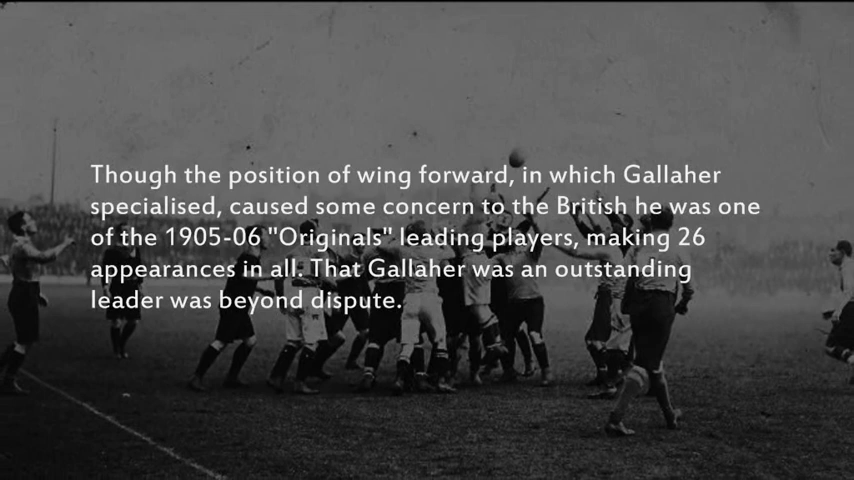 Though the position of wing forward, in which Gallaher
specialised, caused some concern to the British he was one
of the 1905-06 "Originals" leading players, making 26
appearances in all. That Gallaher was an outstanding
leader was beyond dispute.